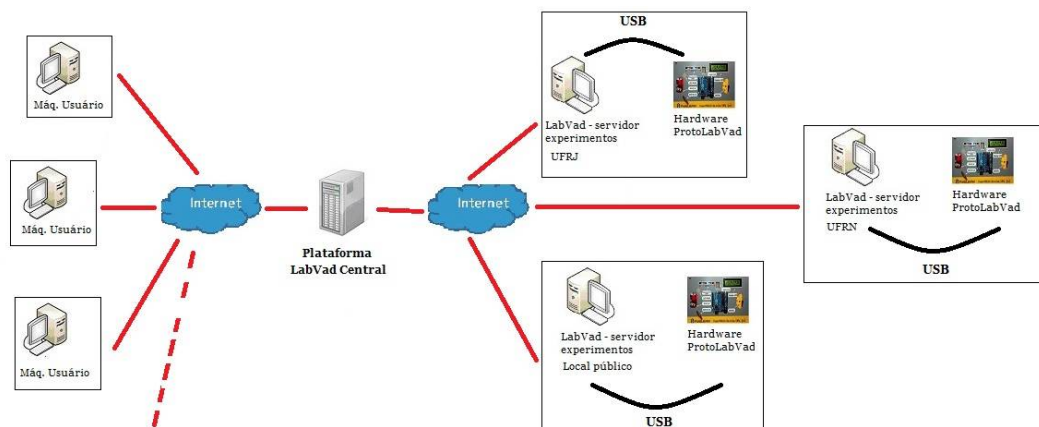 Máq. Usuário
Máq. Usuário
Máq. Usuário
Internet
Plataforma
LabVad Central
Internet
USB
LabVad - servidor
experimentos
UFRJ
Hardware
ProtoLabVad
LabVad - servidor
experimentos
UFRN
Hardware
ProtoLabVad
USB
LabVad - servidor
experimentos
Local público
Hardware
ProtoLabVad
USB